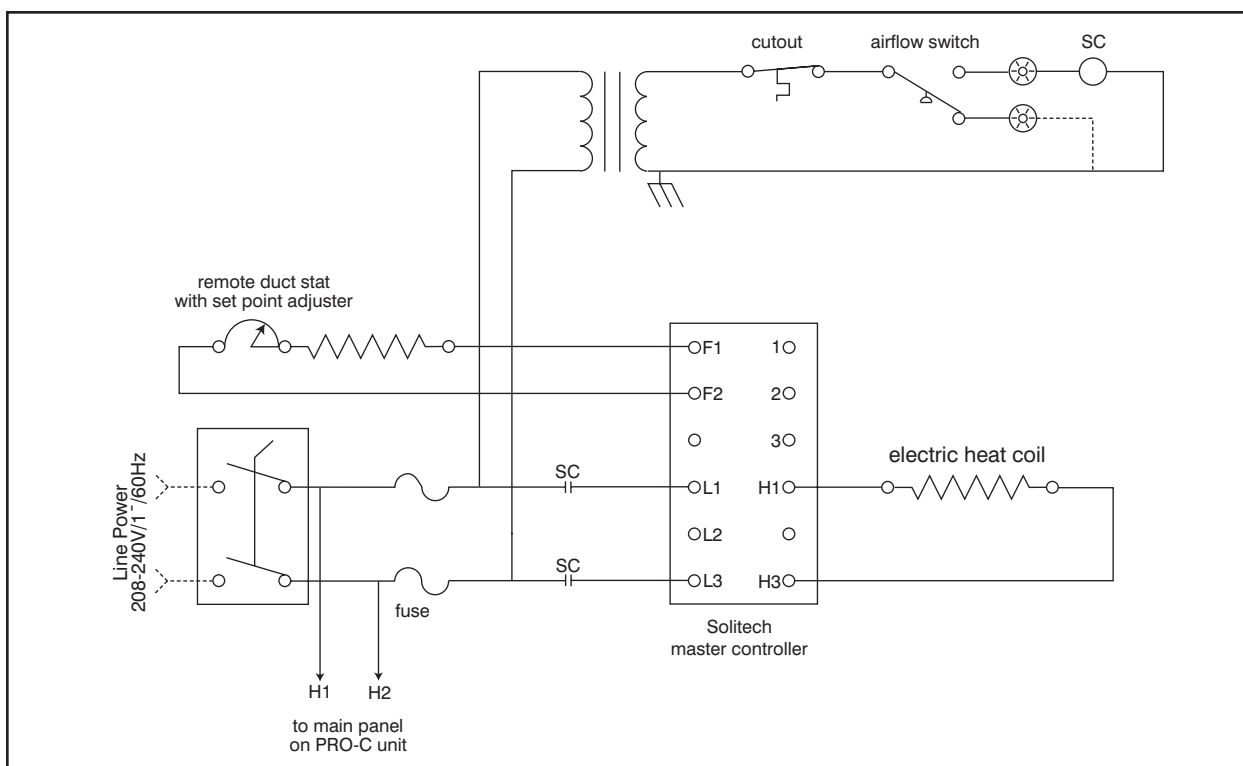 cutout
airflow switch
SC
remote duct stat
with set point adjuster
F1
1
F2
2
3
electric heat coil
SC
L1
H1
L2
SC
L3
H3
Line Power
208-240V/1~/60Hz
fuse
Solitech
master controller
H1
H2
to main panel
on PRO-C unit